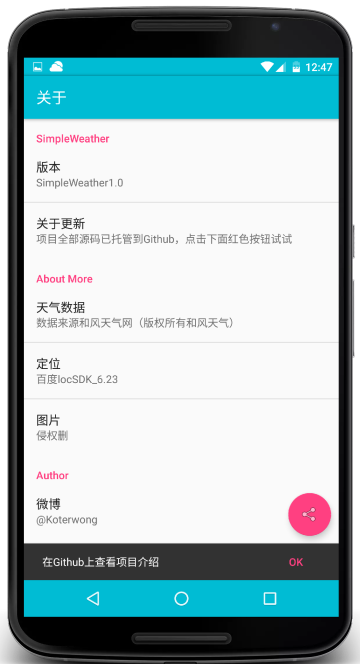 12:47
关于
SimpleWeather
版本
SimpleWeather1.0
关于更新
项目全部源码已托管到Github，点击下面红色按钮试试
About More
天气数据
数据来源和风天气网（版权所有和风天气）
定位
百度locSDK_6.23
图片
侵权删
Author
微博
@Koterwong
在Github上查看项目介绍 OK